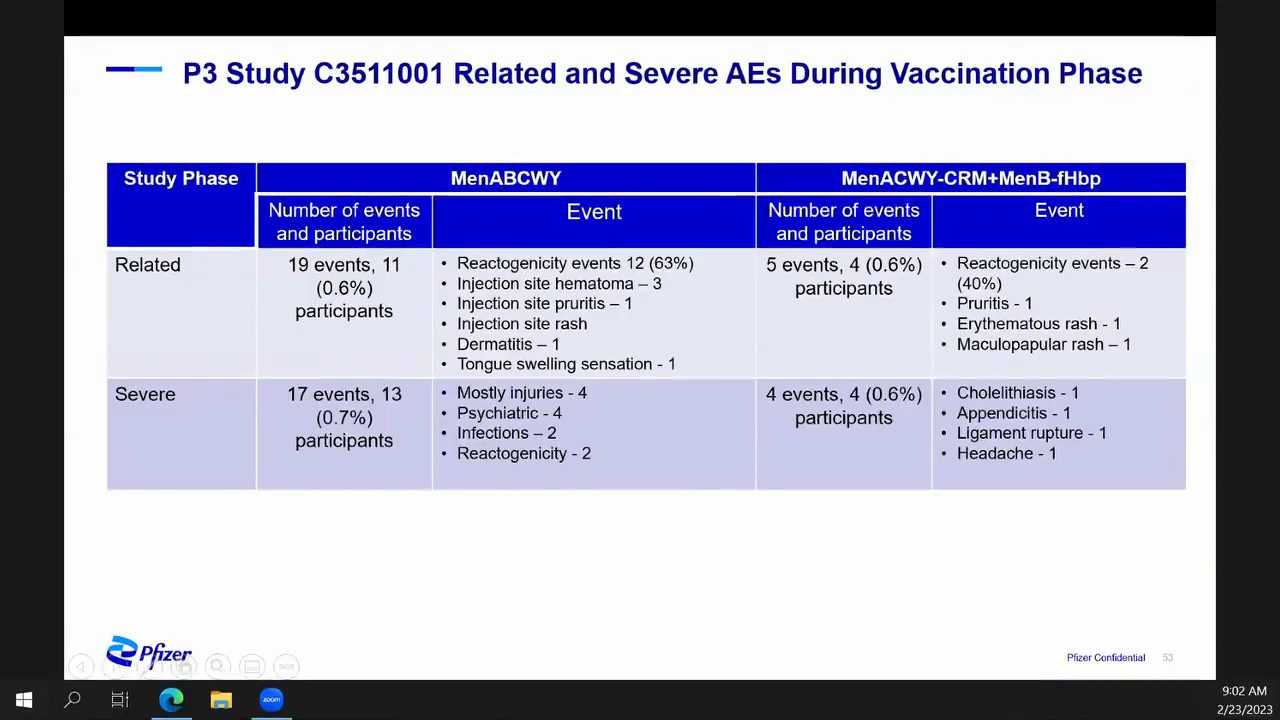 P3 Study C3511001 Related and Severe AEs During Vaccination Phase
Study Phase
MenABCWY
MenACWY-CRM+MenB-fHbp
Number of events
and participants
Event
Number of events
and participants
Event
Related
19 events, 11
(0.6%)
participants
• Reactogenicity events 12 (63%)
• Injection site hematoma – 3
• Injection site pruritis – 1
• Injection site rash
• Dermatitis – 1
• Tongue swelling sensation - 1
5 events, 4 (0.6%)
participants
• Reactogenicity events – 2
(40%)
• Pruritis - 1
• Erythematous rash - 1
• Maculopapular rash – 1
Severe
17 events, 13
(0.7%)
participants
• Mostly injuries - 4
• Psychiatric - 4
• Infections – 2
• Reactogenicity - 2
4 events, 4 (0.6%)
participants
• Cholelithiasis - 1
• Appendicitis - 1
• Ligament rupture - 1
• Headache - 1
Pfizer
Pfizer Confidential 53
zoom
9:02 AM
2/23/2023